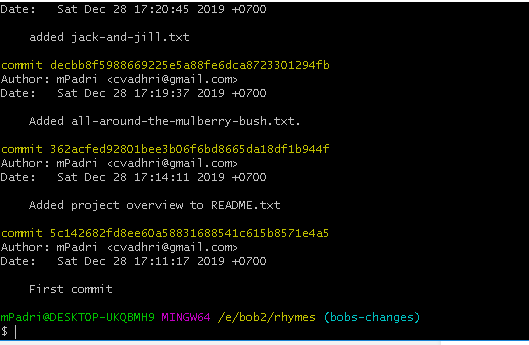 Date:   Sat Dec 28 17:20:45 2019 +0700
added jack-and-jill.txt
commit decbb8f5988669225e5a88fe6dca8723301294fb
Author: mPadri <cvadhri@gmail.com>
Date:   Sat Dec 28 17:19:37 2019 +0700
Added all-around-the-mulberry-bush.txt.
commit 362acfed92801bee3b06f6bd8665da18df1b944f
Author: mPadri <cvadhri@gmail.com>
Date:   Sat Dec 28 17:14:11 2019 +0700
Added project overview to README.txt
commit 5c142682fd8ee60a58831688541c615b8571e4a5
Author: mPadri <cvadhri@gmail.com>
Date:   Sat Dec 28 17:11:17 2019 +0700
First commit
mPadri@DESKTOP-UKQBMH9 MINGW64 /e/bob2/rhymes (bobs-changes)
$